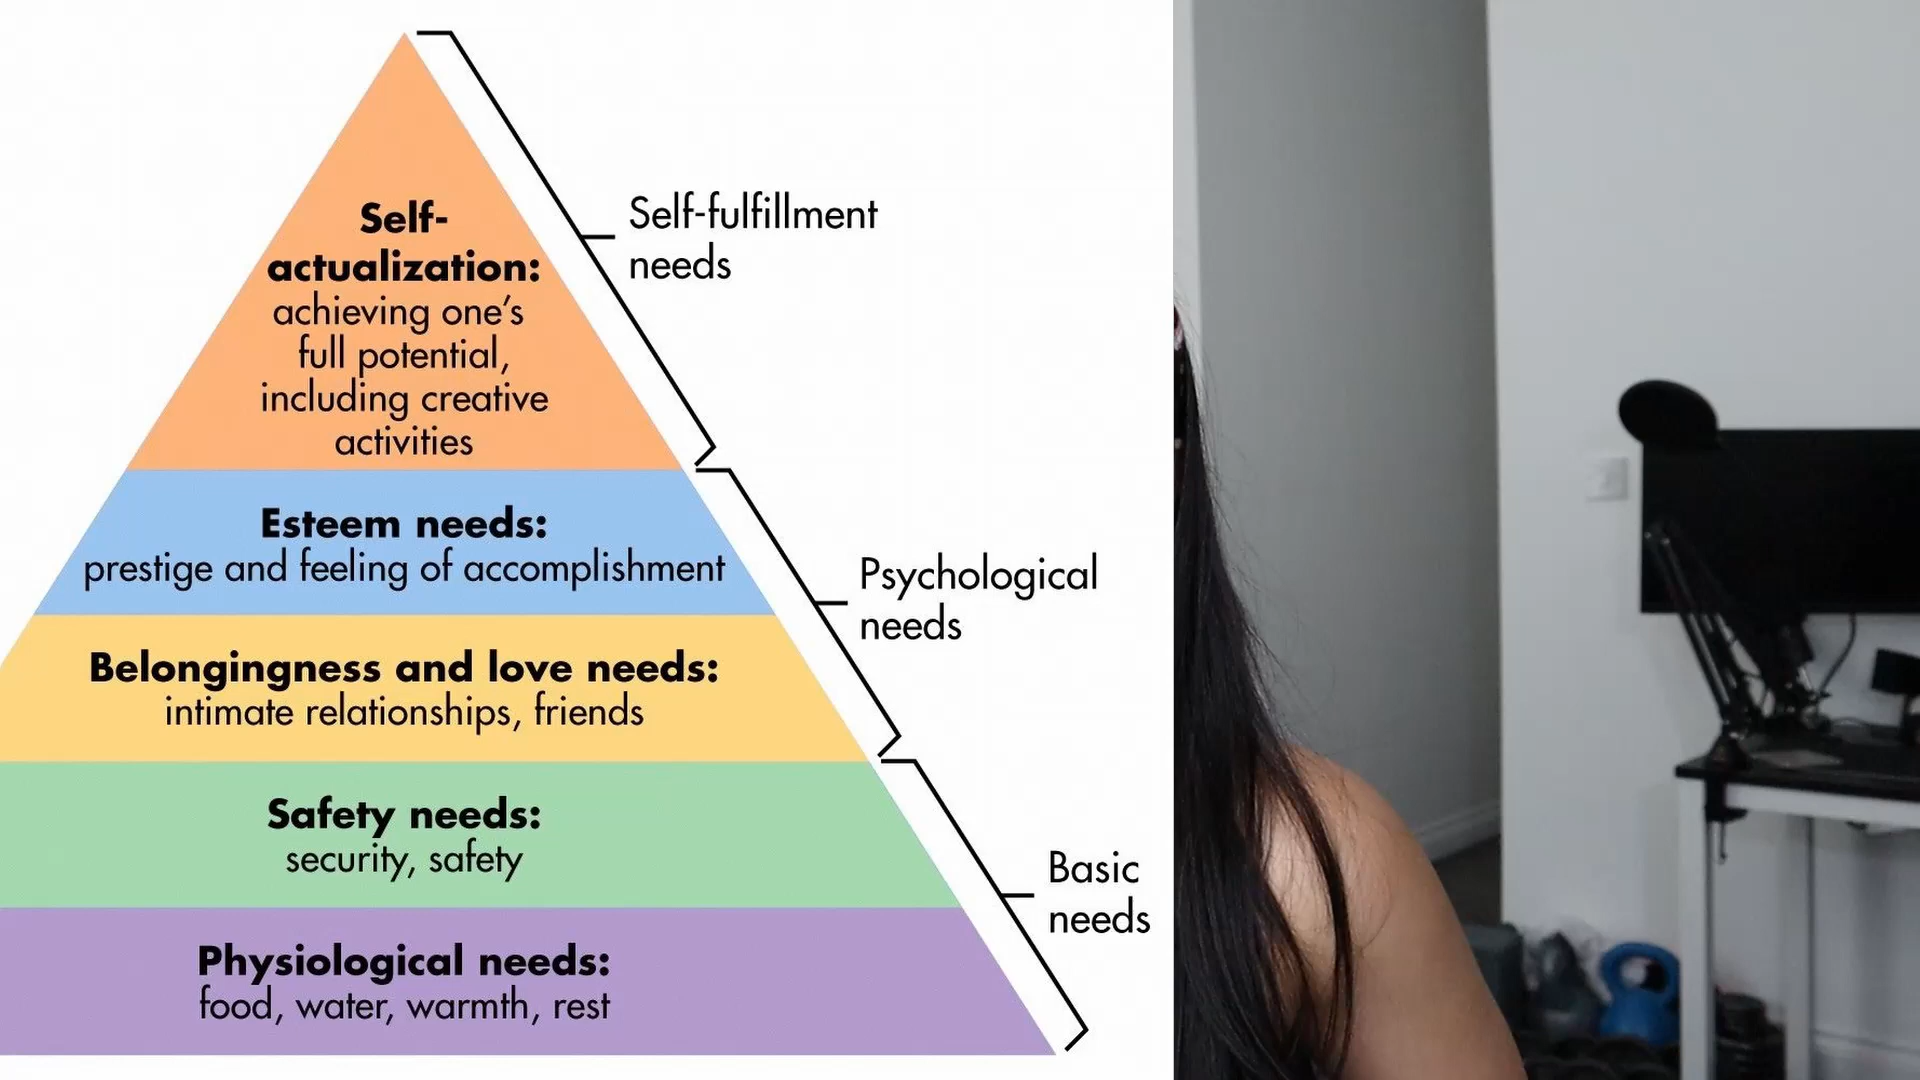 Self-
actualization:
achieving one's
full potential,
including creative
activities
Self-fulfillment
needs
Esteem needs:
prestige and feeling of accomplishment
Belongingness and love needs:
intimate relationships, friends
Psychological
needs
Safety needs:
security, safety
Physiological needs:
food, water, warmth, rest
Basic
needs